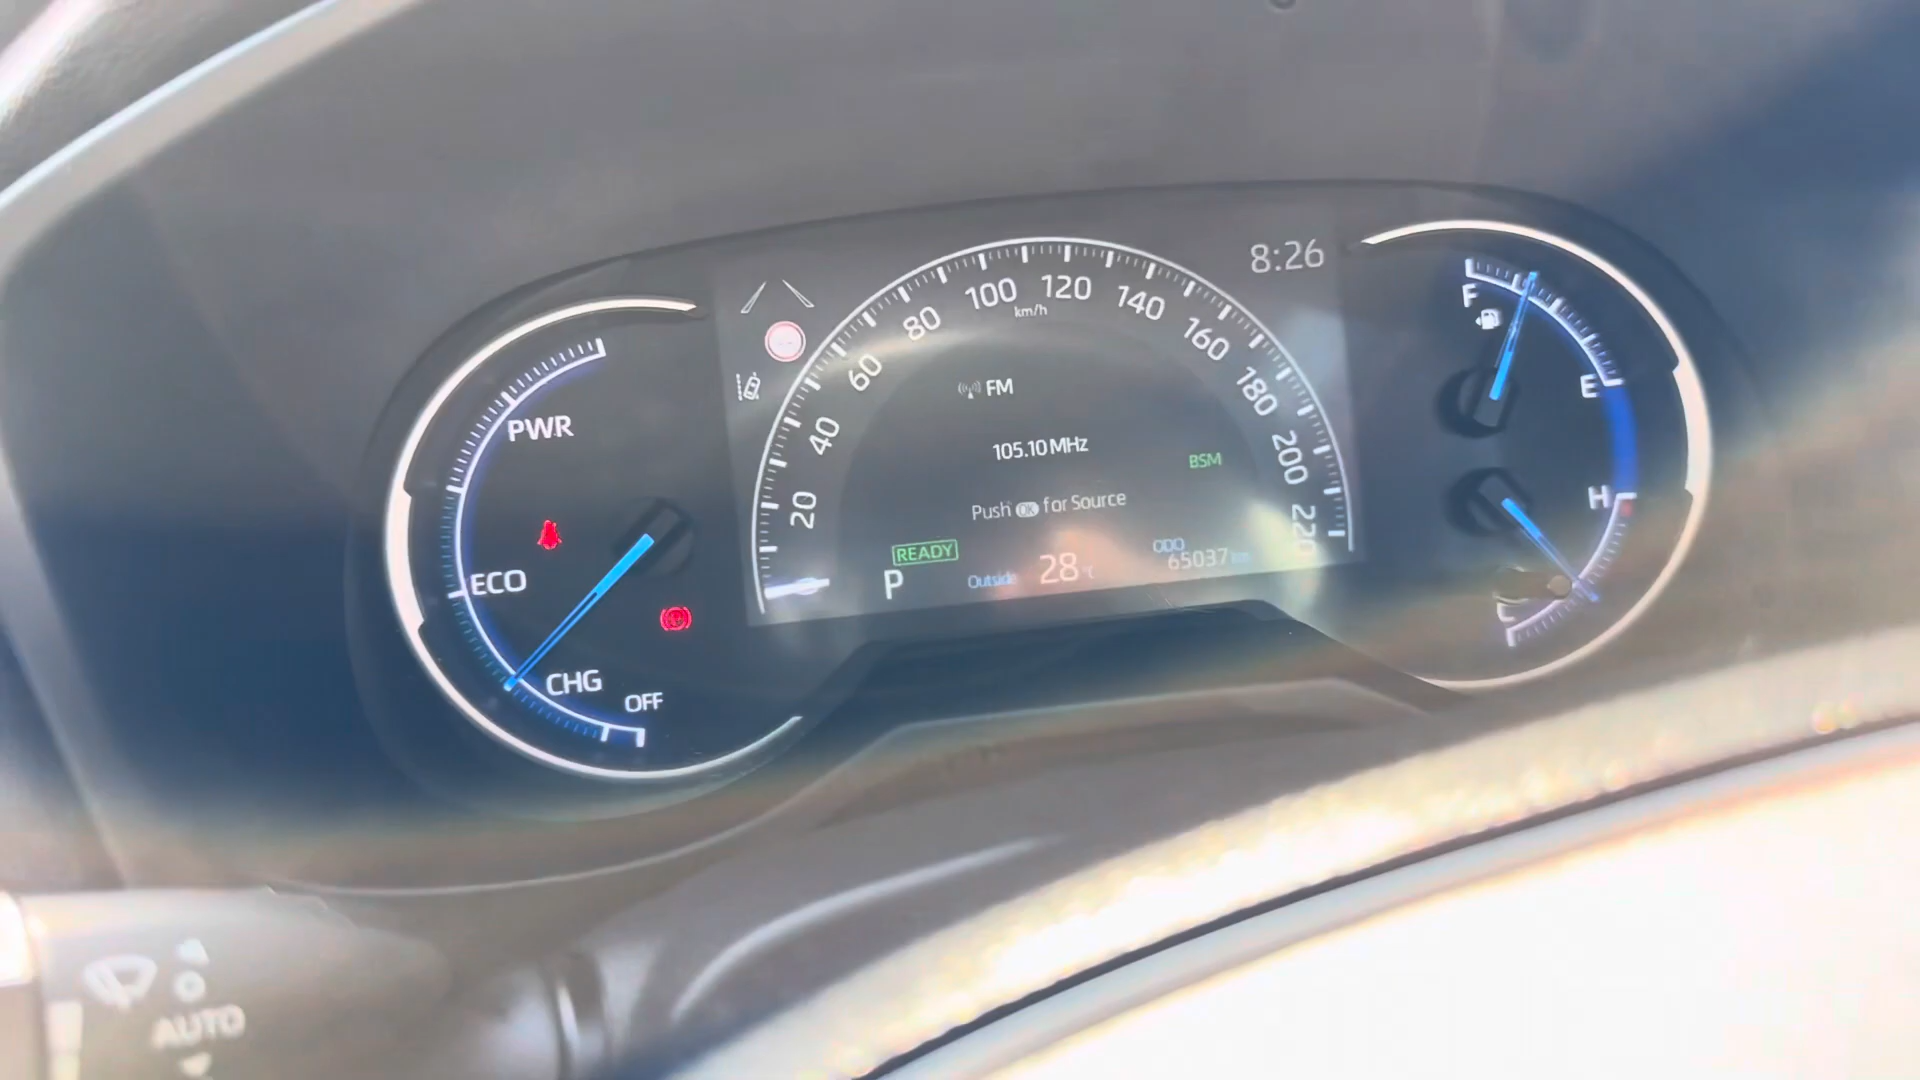 8:26
PWR
ECO
CHG
OFF
20
40
60
80
100
120
140
160
180
200
220
km/h
FM
105.10 MHz
BSM
Push OK for Source
READY
P
Outside 28°C
ODO
65037 km
F
E
H
C
AUTO